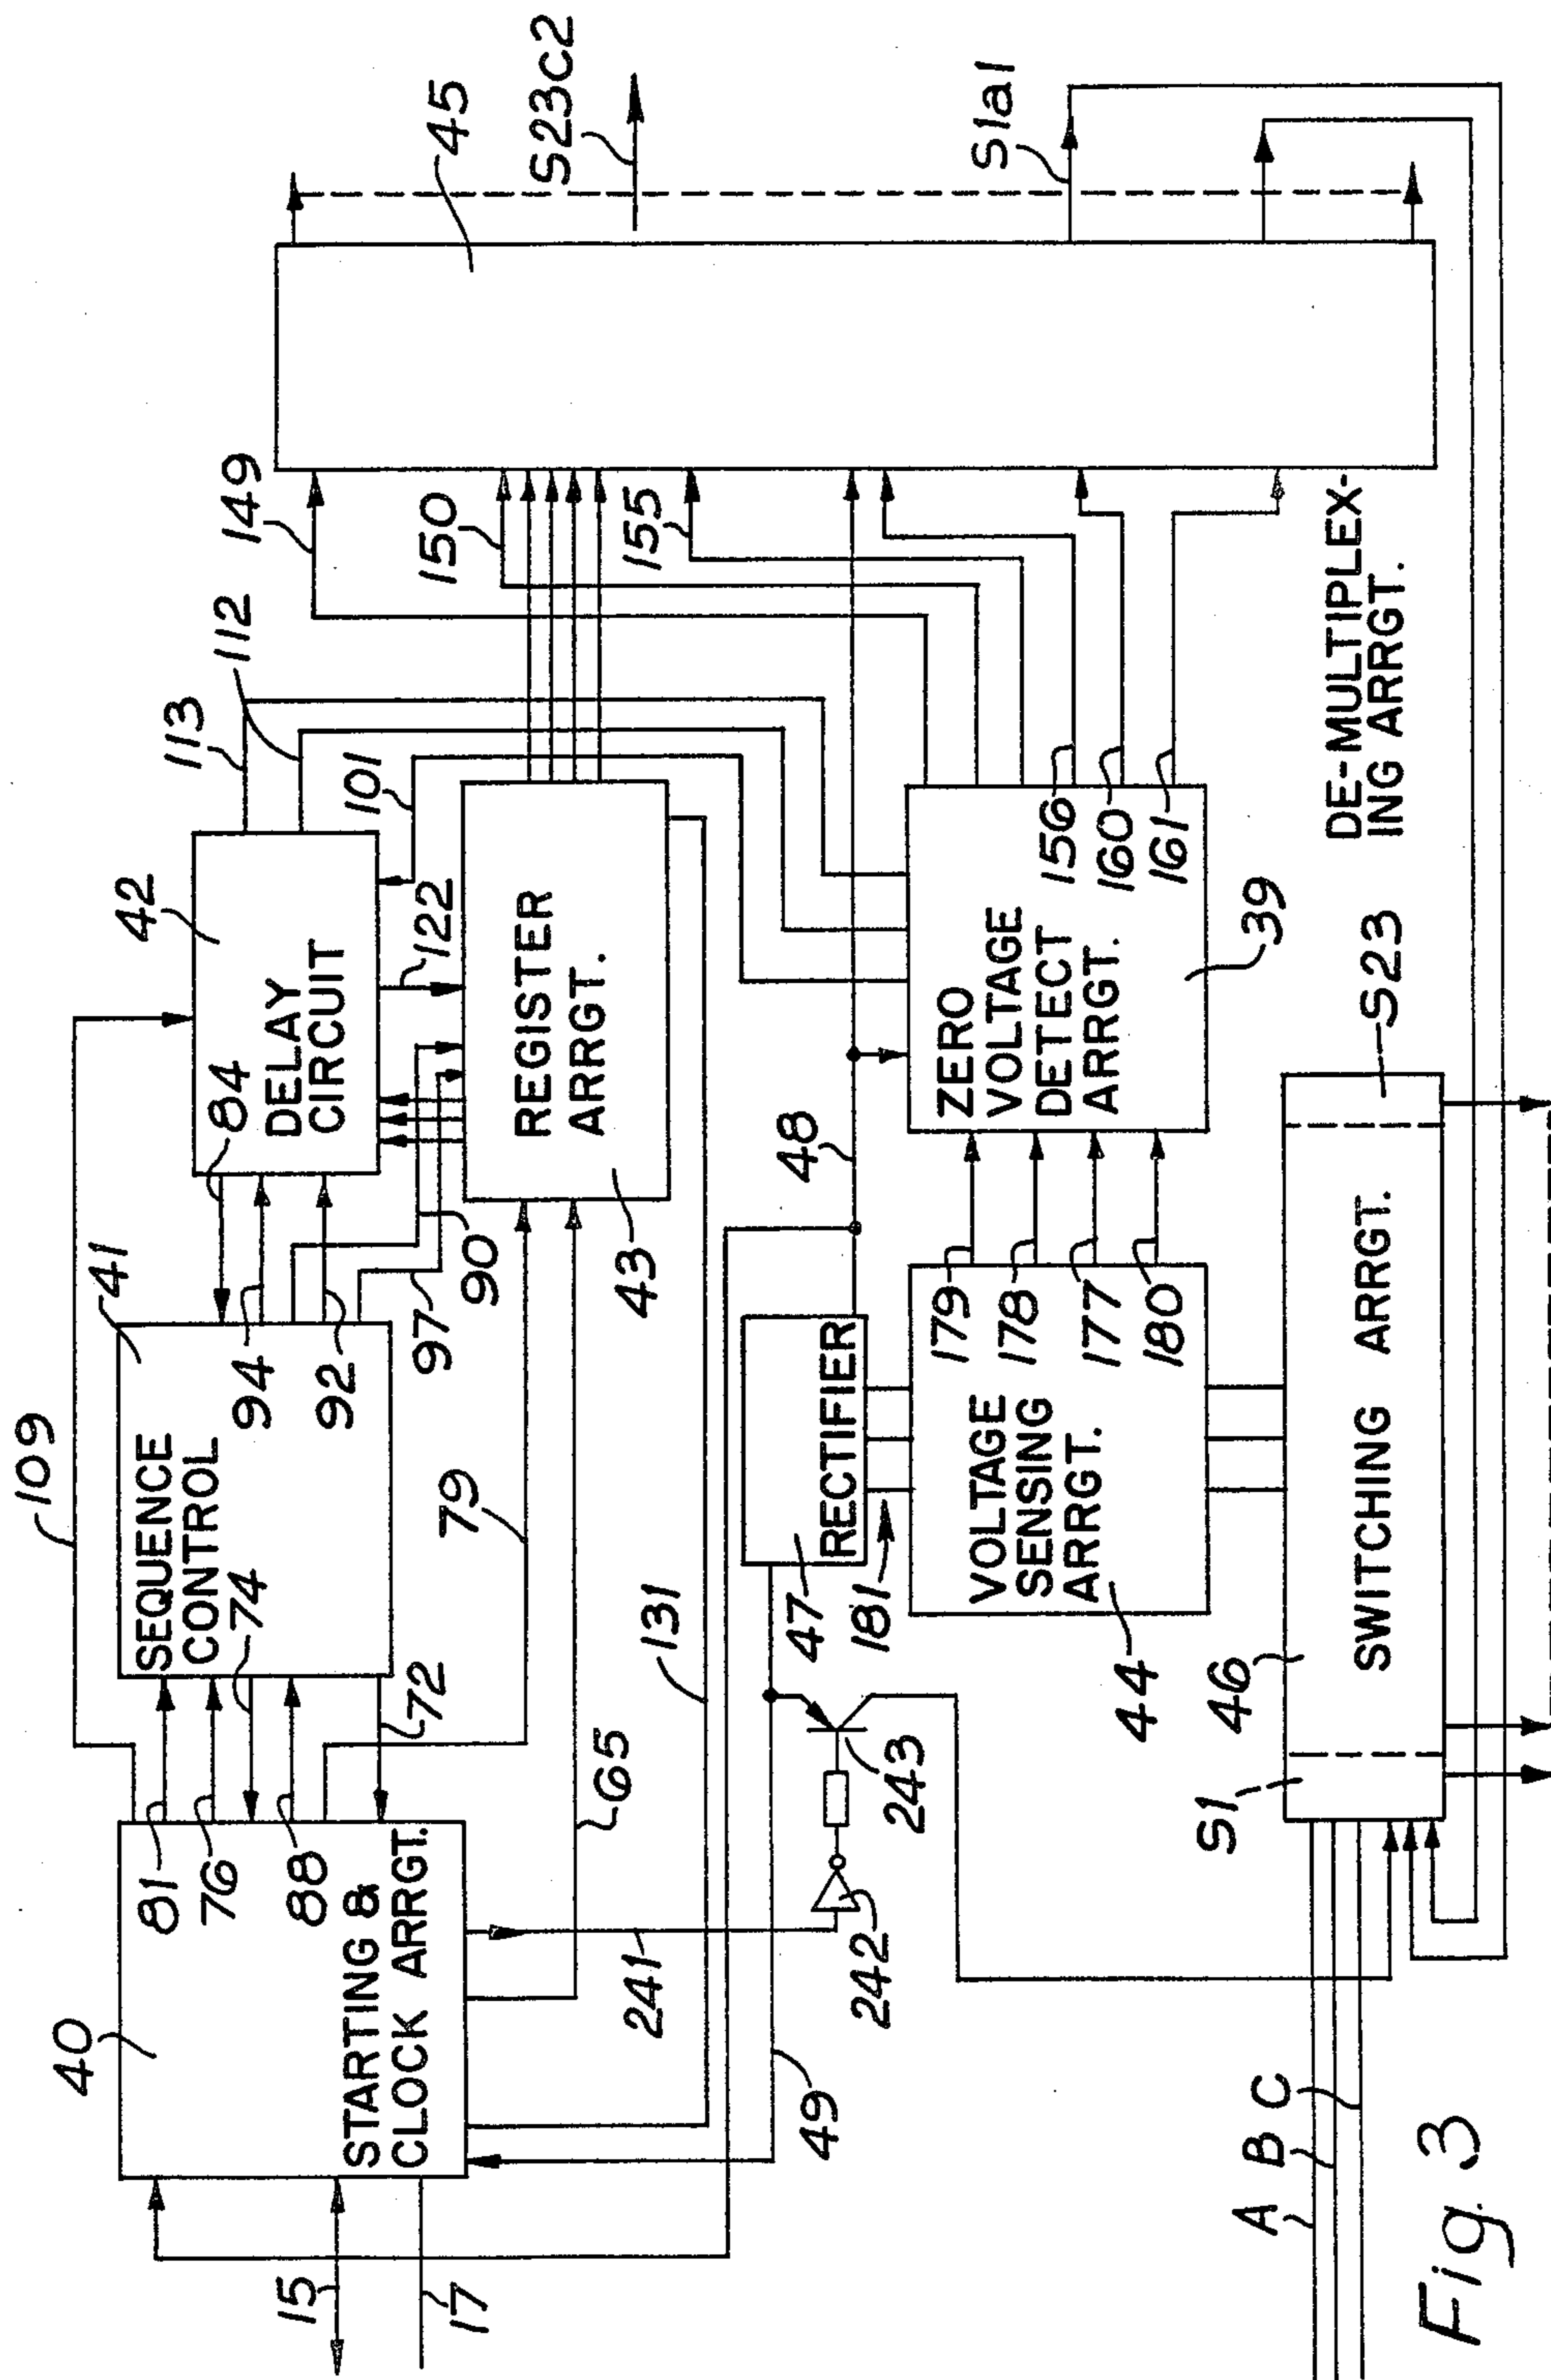 109
41
42
113
112
149
45
S23c2
40
81
76
74
88
72
SEQUENCE
CONTROL
94
92
84
DELAY
CIRCUIT
97
90
101
122
150
STARTING &
CLOCK ARRGT.
79
REGISTER
ARRGT.
43
155
15
17
241
65
131
47
RECTIFIER
48
49
242
243
181
179
178
177
180
VOLTAGE
SENSING
ARRGT.
44
ZERO
VOLTAGE
DETECT
ARRGT.
156
160
161
39
S1a1
A
B
C
S1
46
SWITCHING ARRGT.
S23
DE-MULTIPLEX-
ING ARRGT.
Fig. 3